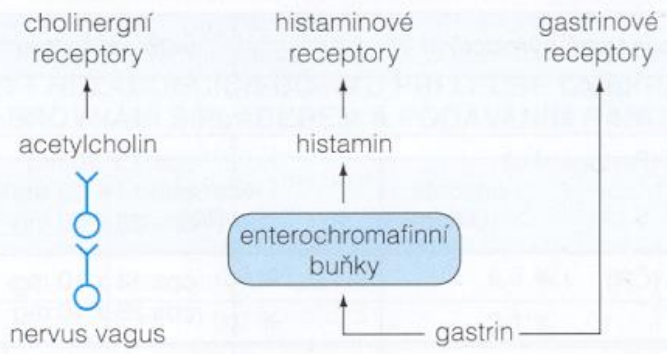 cholinergní
receptory
histaminové
receptory
gastrinové
receptory
acetylcholin
histamin
enterochromafinní
buňky
nervus vagus
gastrin